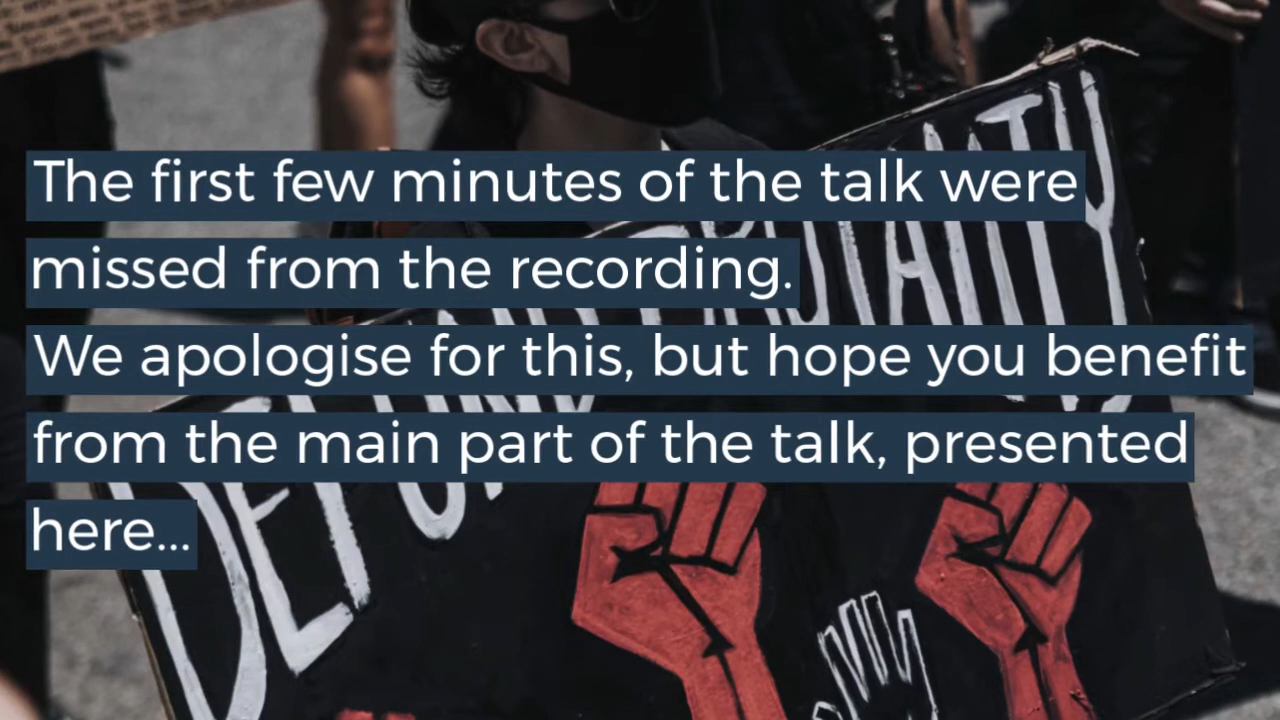 The first few minutes of the talk were
missed from the recording.
We apologise for this, but hope you benefit
from the main part of the talk, presented
here...